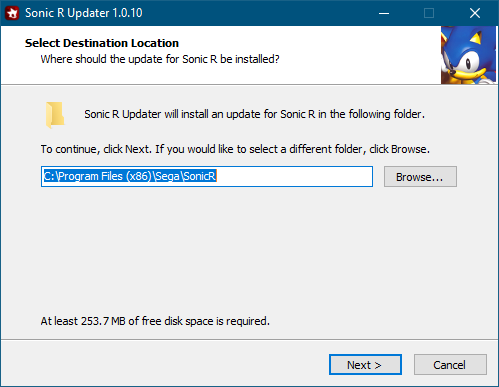 Sonic R Updater 1.0.10
Select Destination Location
Where should the update for Sonic R be installed?
Sonic R Updater will install an update for Sonic R in the following folder.
To continue, click Next. If you would like to select a different folder, click Browse.
C:\Program Files (x86)\Sega\SonicR
Browse...
At least 253.7 MB of free disk space is required.
Next >
Cancel